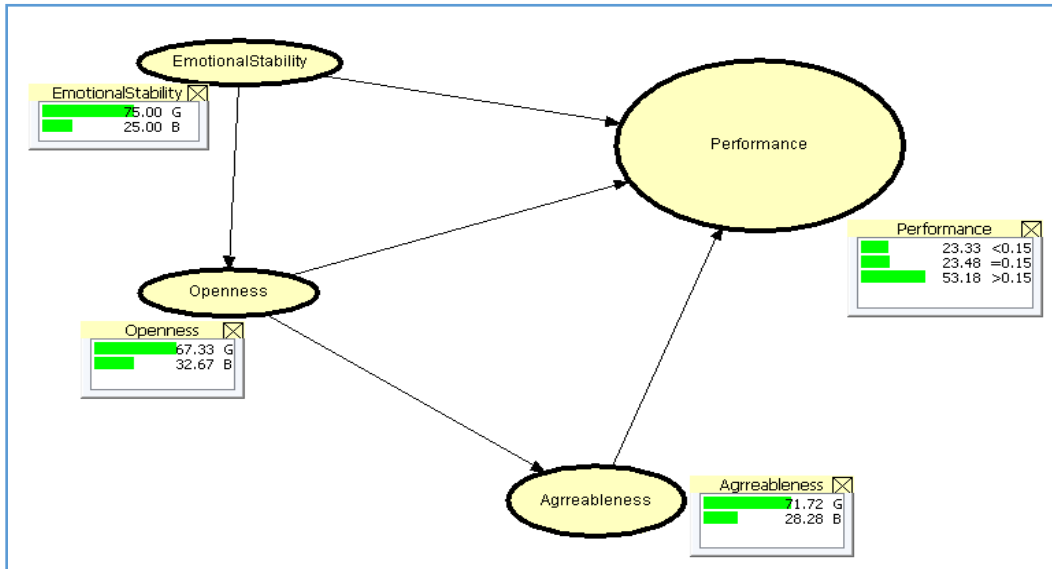 EmotionalStability
EmotionalStability
75.00 G
25.00 B
Performance
Performance
23.33 <0.15
23.48 =0.15
53.18 >0.15
Openness
Openness
67.33 G
32.67 B
Agrreableness
Agrreableness
71.72 G
28.28 B